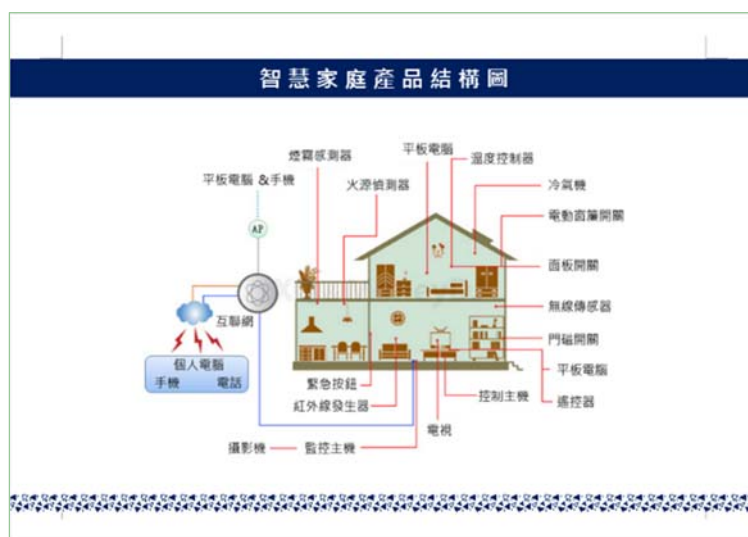 智慧家庭產品結構圖
煙霧感測器
平板電腦
溫度控制器
平板電腦 & 手機
火源偵測器
冷氣機
電動窗簾開關
AP
面板開關
無線傳感器
互聯網
門磁開關
個人電腦
手機 電話
緊急按鈕
平板電腦
紅外線發生器
控制主機
遙控器
電視
攝影機
監控主機